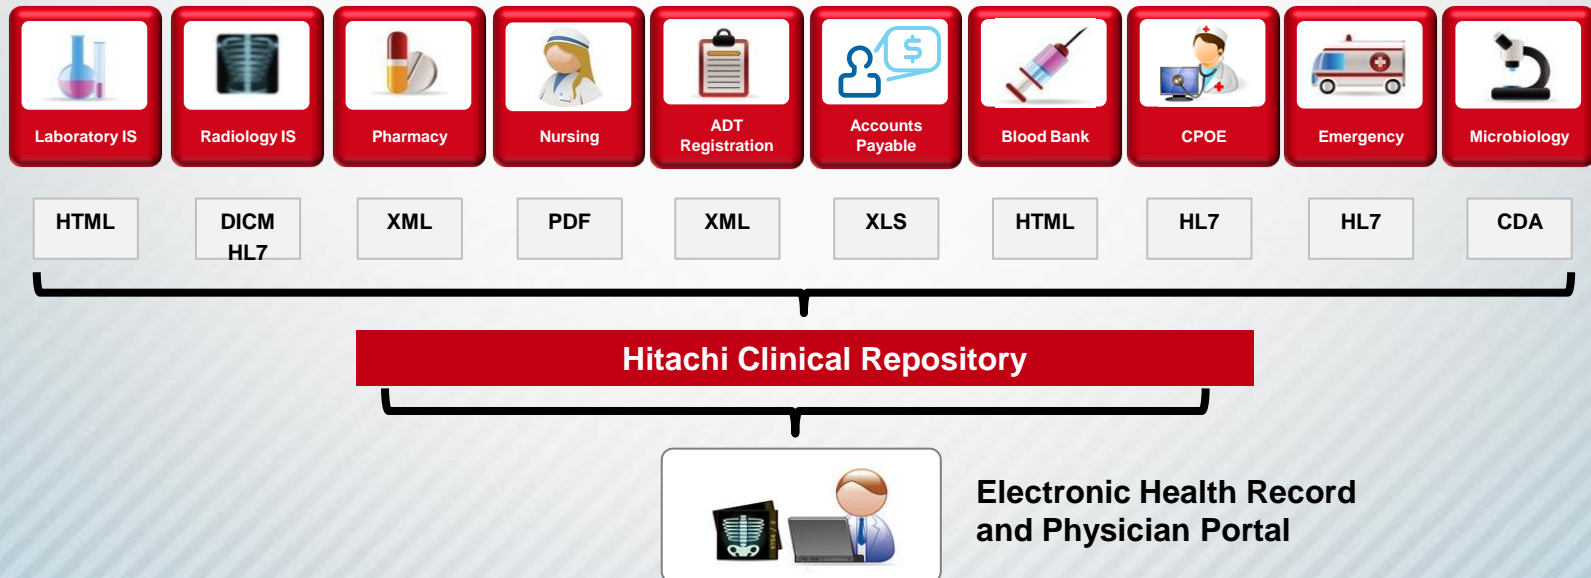 Laboratory IS
Radiology IS
Pharmacy
Nursing
ADT
Registration
Accounts
Payable
Blood Bank
CPOE
Emergency
Microbiology
HTML
DICM
HL7
XML
PDF
XML
XLS
HTML
HL7
HL7
CDA
Hitachi Clinical Repository
Electronic Health Record
and Physician Portal
$